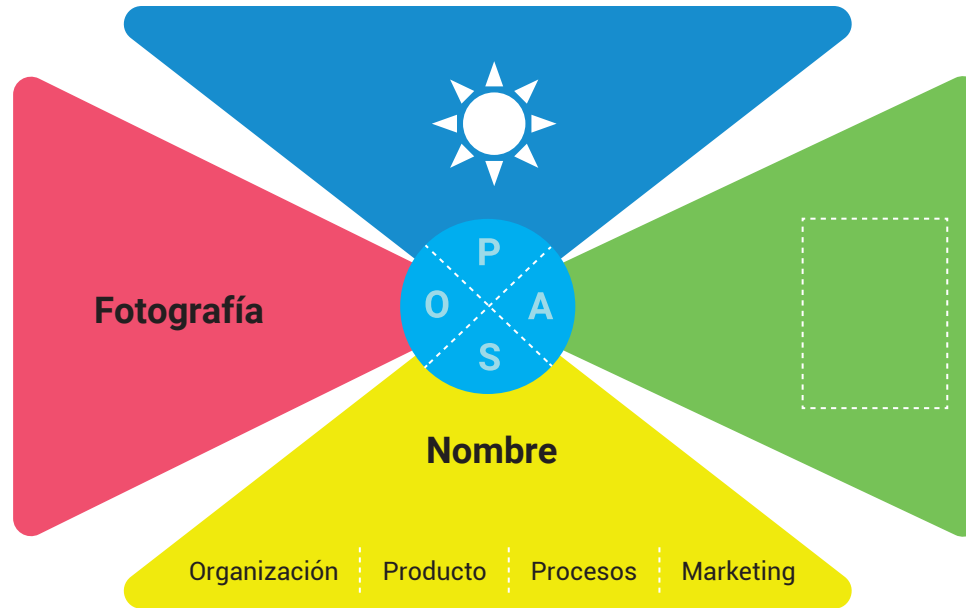 P
O A
S
Fotografía
Nombre
Organización Producto Procesos Marketing